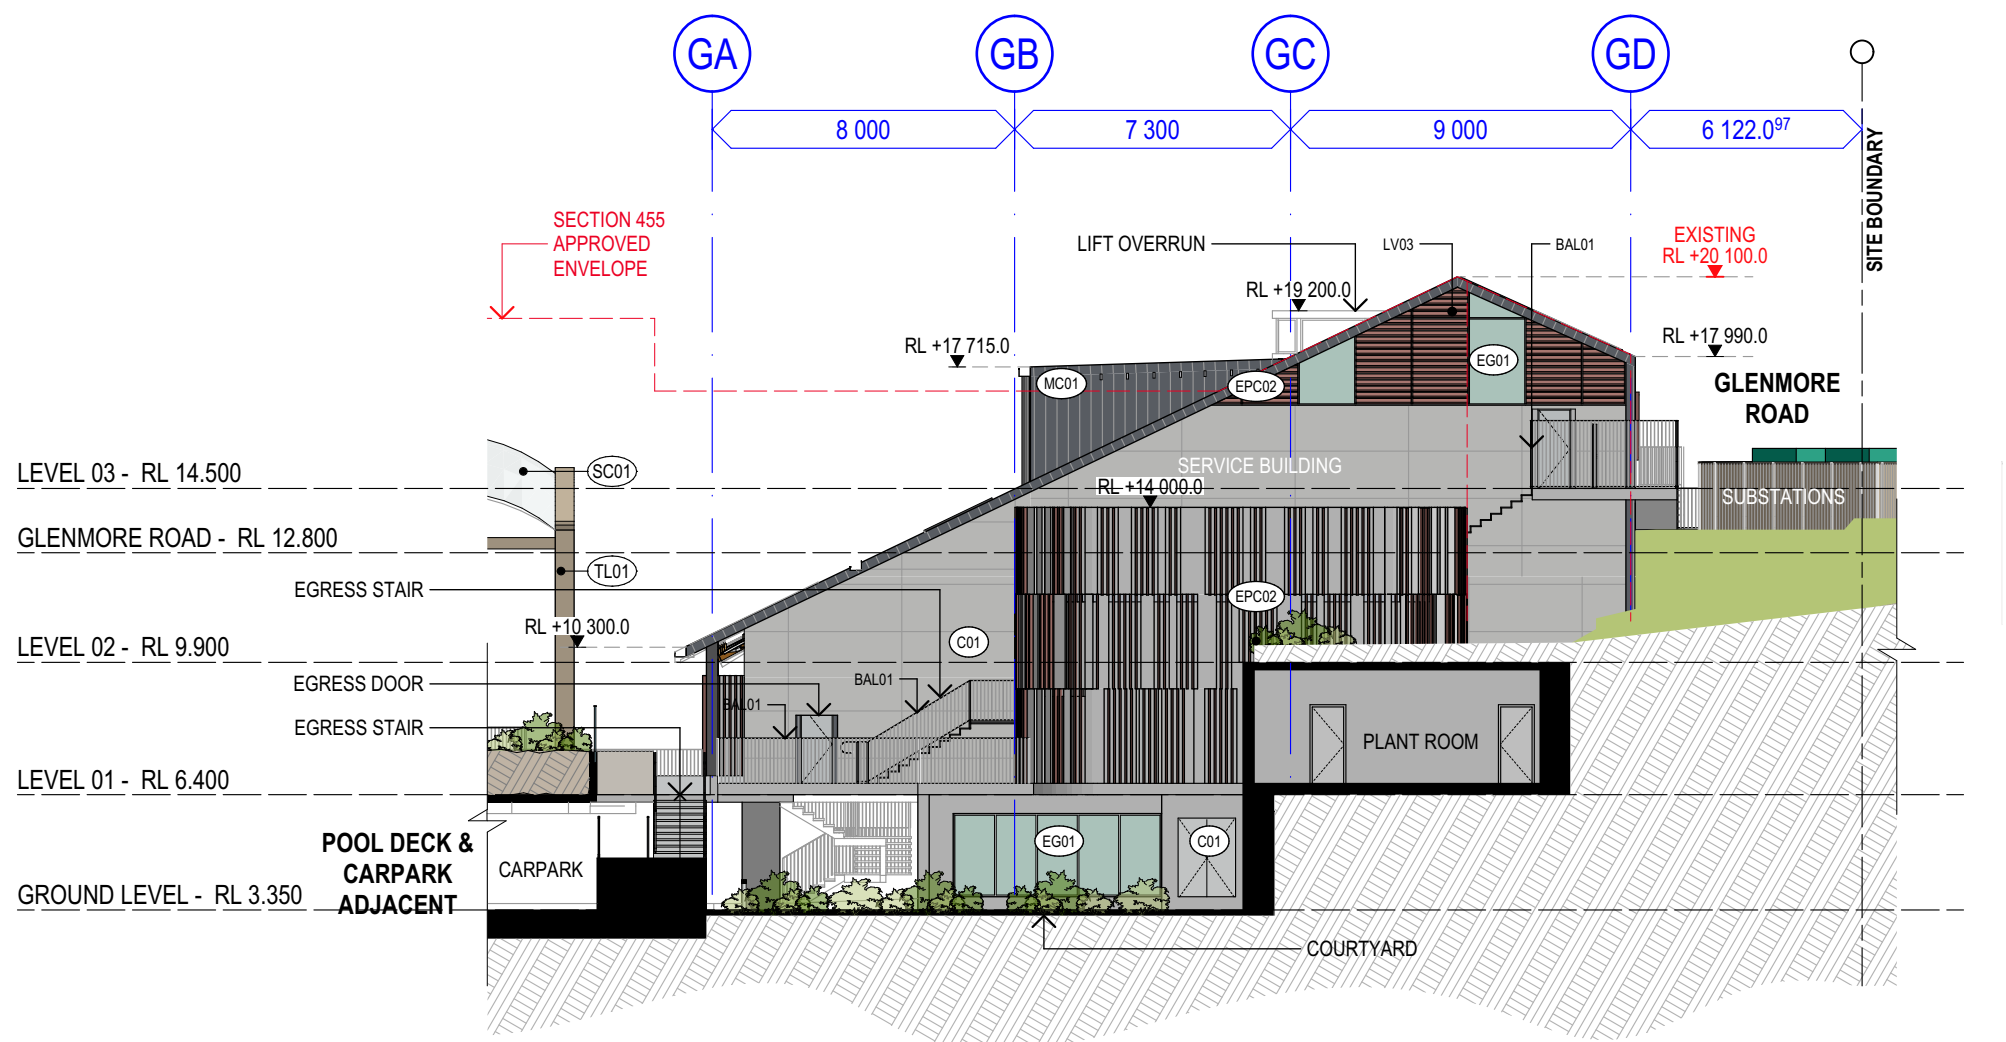 GA
GB
GC
GD
8 000
7 300
9 000
6 122.0⁹⁷
SITE BOUNDARY
SECTION 455
APPROVED
ENVELOPE
LIFT OVERRUN
LV03
BAL01
EXISTING
RL +20 100.0
RL +19 200.0
RL +17 715.0
RL +17 990.0
EG01
MC01
EPC02
GLENMORE
ROAD
LEVEL 03 - RL 14.500
SC01
SERVICE BUILDING
RL +14 000.0
SUBSTATIONS
GLENMORE ROAD - RL 12.800
TL01
EGRESS STAIR
EPC02
RL +10 300.0
LEVEL 02 - RL 9.900
C01
EGRESS DOOR
BAL01
BAL01
EGRESS STAIR
PLANT ROOM
LEVEL 01 - RL 6.400
POOL DECK &
CARPARK
ADJACENT
CARPARK
EG01
C01
GROUND LEVEL - RL 3.350
COURTYARD